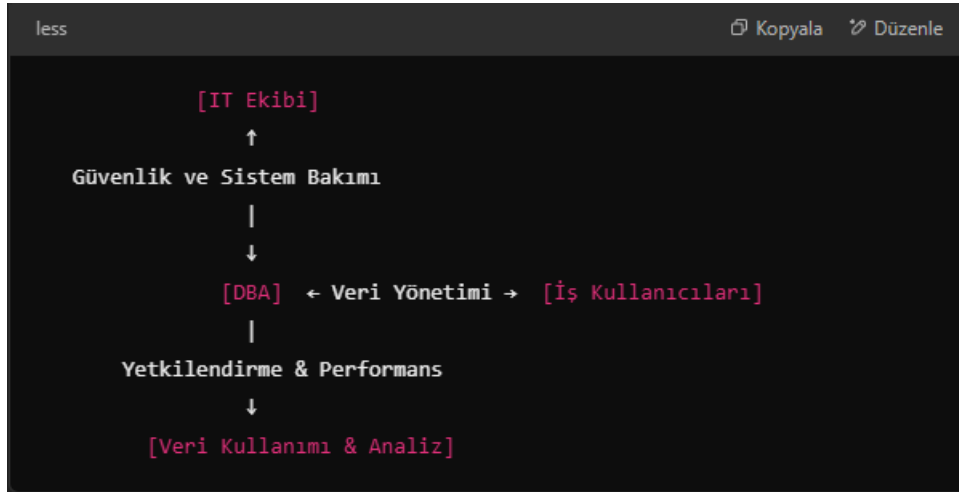 less Kopyala Düzenle
[IT Ekibi]
↑
Güvenlik ve Sistem Bakımı
|
↓
[DBA] ← Veri Yönetimi → [İş Kullanıcıları]
|
Yetkilendirme & Performans
↓
[Veri Kullanımı & Analiz]